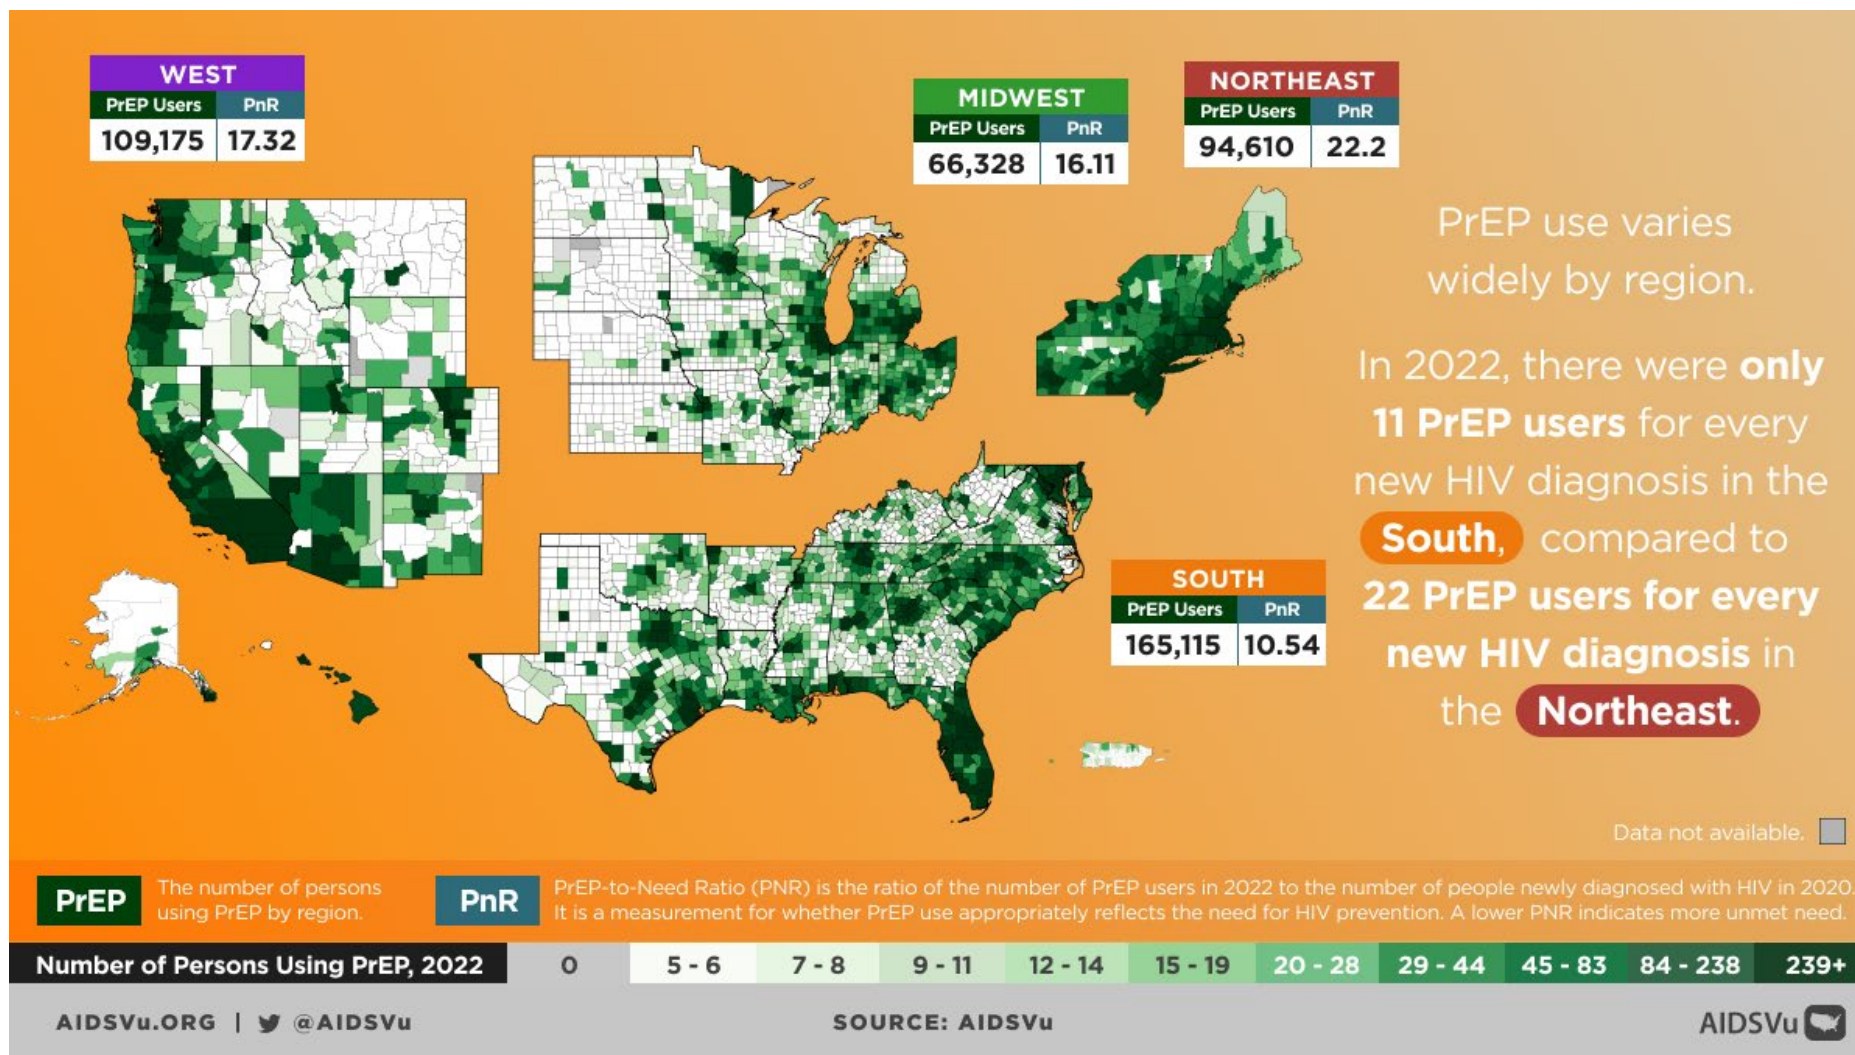 WEST
PrEP Users PnR
109,175 17.32
MIDWEST
PrEP Users PnR
66,328 16.11
NORTHEAST
PrEP Users PnR
94,610 22.2
PrEP use varies
widely by region.
In 2022, there were only
11 PrEP users for every
new HIV diagnosis in the
South, compared to
22 PrEP users for every
new HIV diagnosis in
the Northeast.
SOUTH
PrEP Users PnR
165,115 10.54
Data not available.
PrEP
The number of persons
using PrEP by region.
PnR
PrEP-to-Need Ratio (PNR) is the ratio of the number of PrEP users in 2022 to the number of people newly diagnosed with HIV in 2020.
It is a measurement for whether PrEP use appropriately reflects the need for HIV prevention. A lower PNR indicates more unmet need.
Number of Persons Using PrEP, 2022 0 5 - 6 7 - 8 9 - 11 12 - 14 15 - 19 20 - 28 29 - 44 45 - 83 84 - 238 239+
AIDSVu.ORG | @AIDSVu SOURCE: AIDSVu AIDSVu